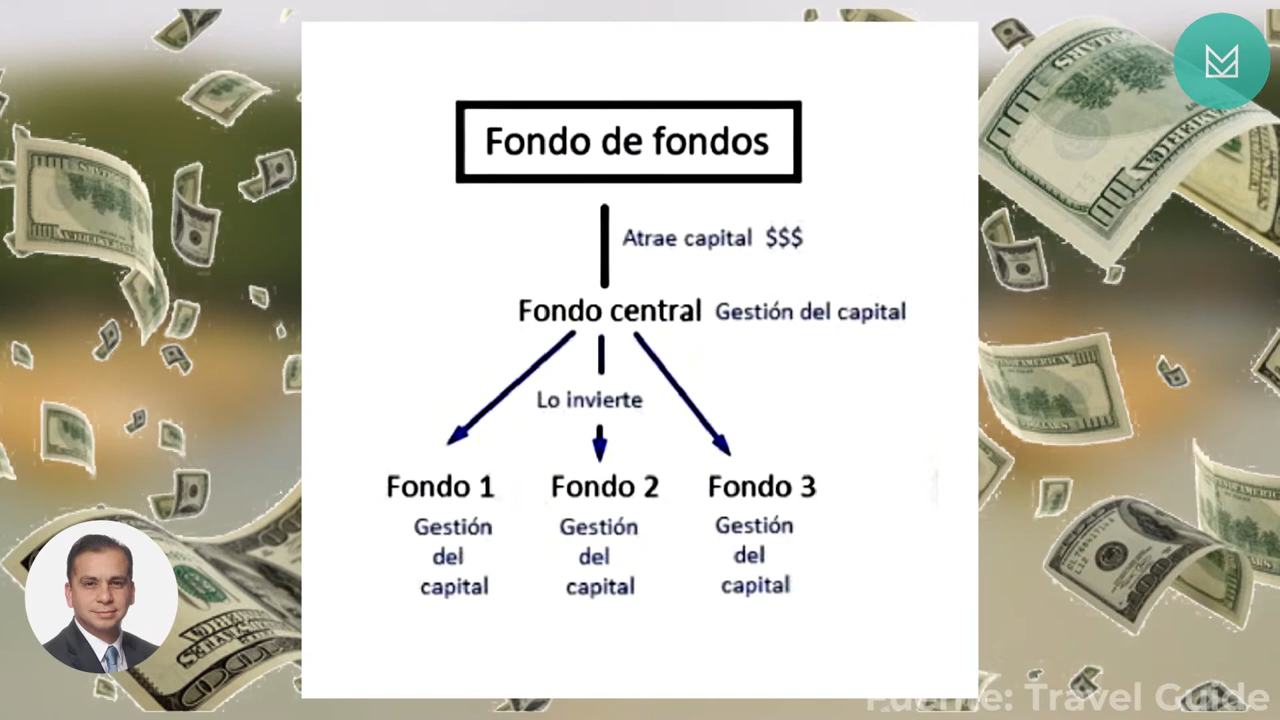 Fondo de fondos
Atrae capital $$$
Fondo central Gestión del capital
Lo invierte
Fondo 1 Fondo 2 Fondo 3
Gestión Gestión Gestión
del del del
capital capital capital
Fuente: Travel Guide